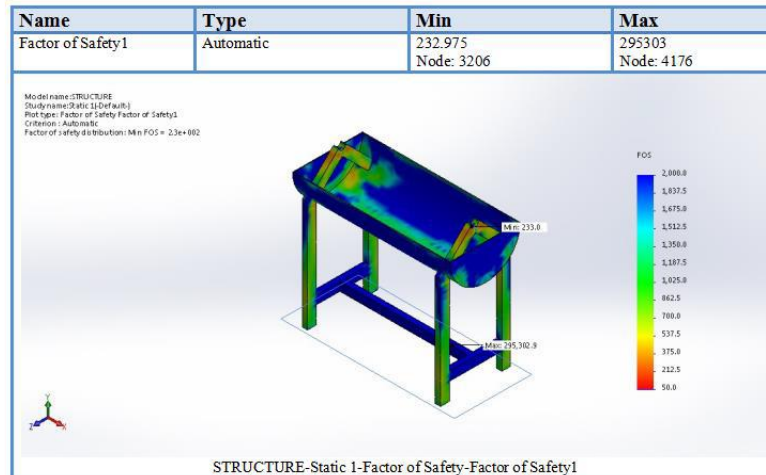 Name Type Min Max
Factor of Safety1 Automatic 232.975 295303
Node: 3206 Node: 4176
Model name:STRUCTURE
Study name:Static 1(-Default-)
Plot type: Factor of Safety Factor of Safety1
Criterion : Automatic
Factor of safety distribution: Min FOS = 2.3e+002
FOS
2,000.0
1,837.5
1,675.0
1,512.5
1,350.0
1,187.5
1,025.0
862.5
700.0
537.5
375.0
212.5
50.0
Min: 233.0
Max: 295,302.9
Y
Z X
STRUCTURE-Static 1-Factor of Safety-Factor of Safety1